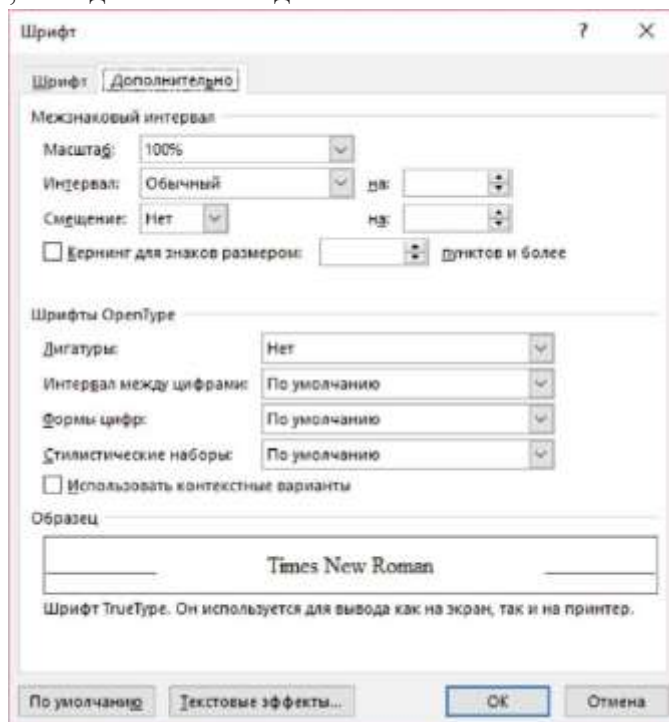 Шрифт ? ×
Шрифт Дополнительно
Межзнаковый интервал
Масштаб: 100%
Интервал: Обычный на:
Смещение: Нет на:
Кернинг для знаков размером: пунктов и более
Шрифты OpenType
Лигатуры: Нет
Интервал между цифрами: По умолчанию
Формы цифр: По умолчанию
Стилистические наборы: По умолчанию
Использовать контекстные варианты
Образец
Times New Roman
Шрифт TrueType. Он используется для вывода как на экран, так и на принтер.
По умолчанию Текстовые эффекты... ОК Отмена